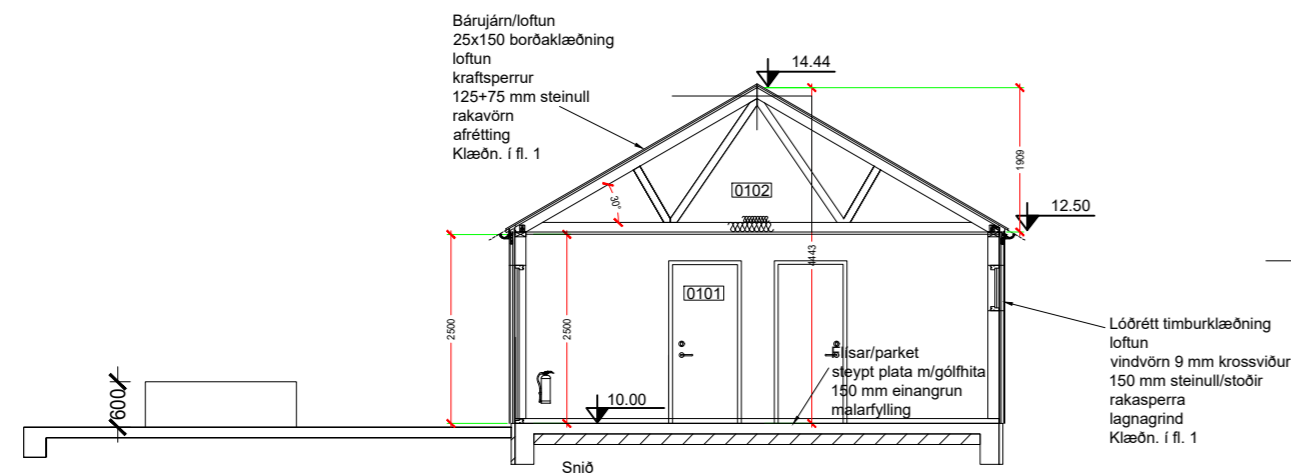 Bárujárn/loftun
25x150 borðaklæðning
loftun
kraftsperrur
125+75 mm steinull
rakavörn
afrétting
Klæðn. í fl. 1
14.44
1909
0102
30°
12.50
4443
2500
2500
0101
Lóðrétt timburklæðning
loftun
vindvörn 9 mm krossviður
150 mm steinull/stoðir
rakasperra
lagnagrind
Klæðn. í fl. 1
flísar/parket
steypt plata m/gólfhita
150 mm einangrun
malarfylling
600
10.00
Snið